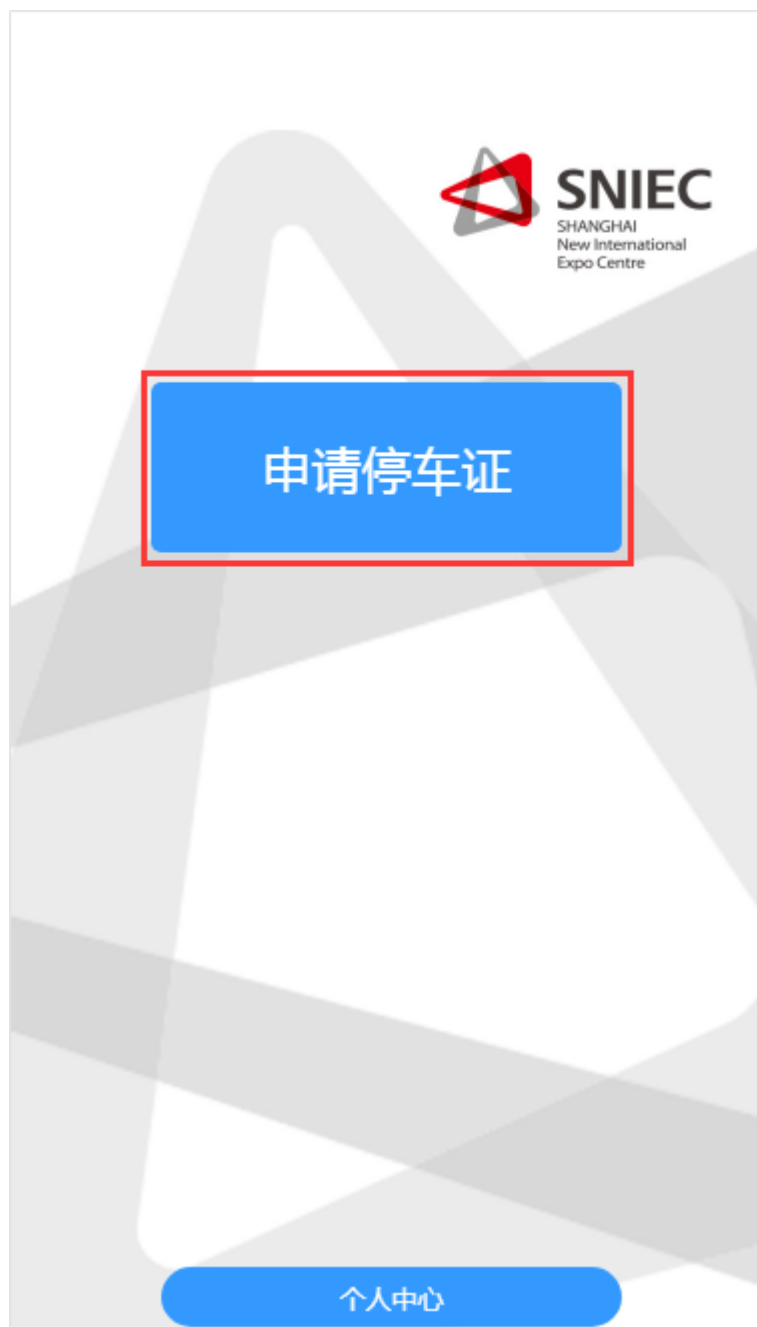 SNIEC
SHANGHAI
New International
Expo Centre
申请停车证
个人中心